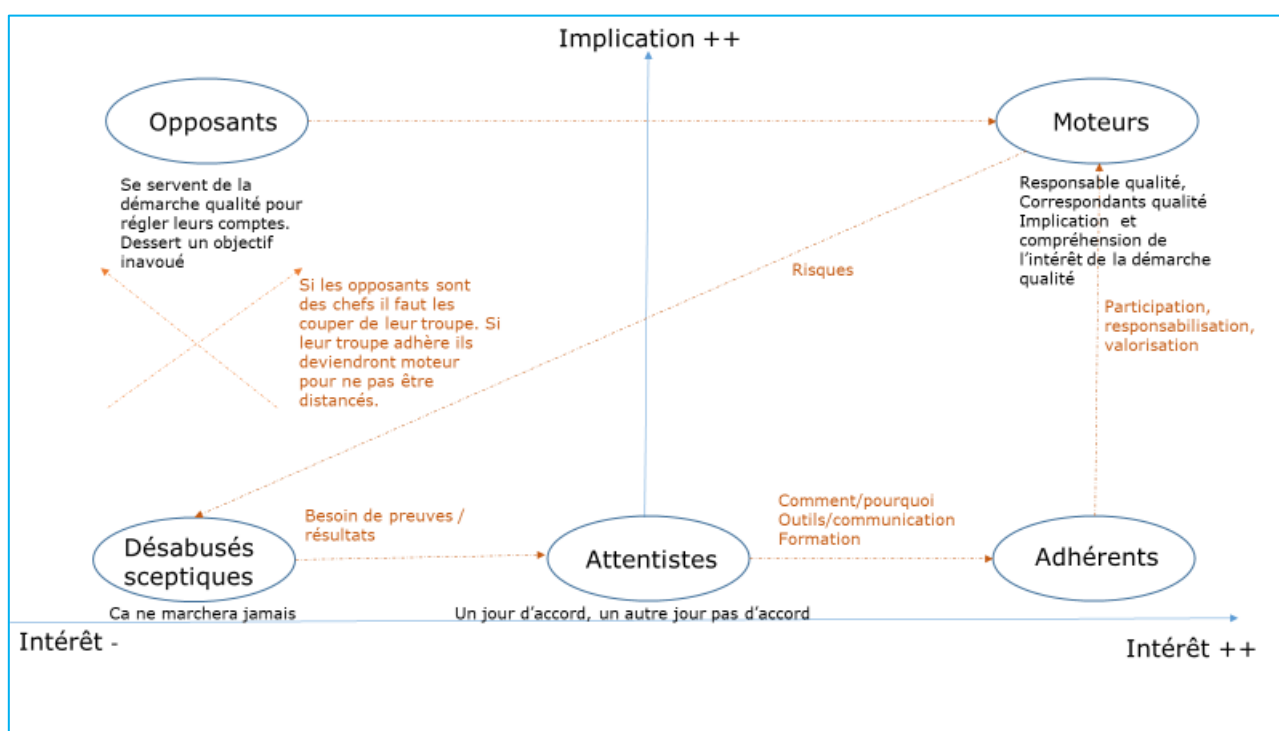 Implication ++
Opposants
Moteurs
Se servent de la
démarche qualité pour
régler leurs comptes.
Dessert un objectif
inavoué
Responsable qualité,
Correspondants qualité
Implication et
compréhension de
l'intérêt de la démarche
qualité
Risques
Si les opposants sont
des chefs il faut les
couper de leur troupe. Si
leur troupe adhère ils
deviendront moteur
pour ne pas être
distancés.
Participation,
responsabilisation,
valorisation
Besoin de preuves /
résultats
Comment/pourquoi
Outils/communication
Formation
Désabusés
sceptiques
Attentistes
Adhérents
Ca ne marchera jamais
Un jour d'accord, un autre jour pas d'accord
Intérêt -
Intérêt ++